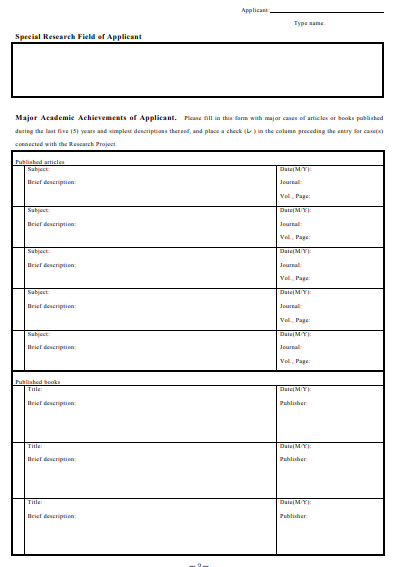 Applicant:
Type name.
Special Research Field of Applicant
Major Academic Achievements of Applicant. Please fill in this form with major cases of articles or books published
during the last five (5) years and simplest descriptions thereof, and place a check (✓) in the column preceding the entry for case(s)
connected with the Research Project.
Published articles
Subject: Date(M/Y):
Brief description: Journal:
Vol., Page:
Subject: Date(M/Y):
Brief description: Journal:
Vol., Page:
Subject: Date(M/Y):
Brief description: Journal:
Vol., Page:
Subject: Date(M/Y):
Brief description: Journal:
Vol., Page:
Subject: Date(M/Y):
Brief description: Journal:
Vol., Page:
Published books
Title: Date(M/Y):
Brief description: Publisher:
Title: Date(M/Y):
Brief description: Publisher:
Title: Date(M/Y):
Brief description: Publisher: